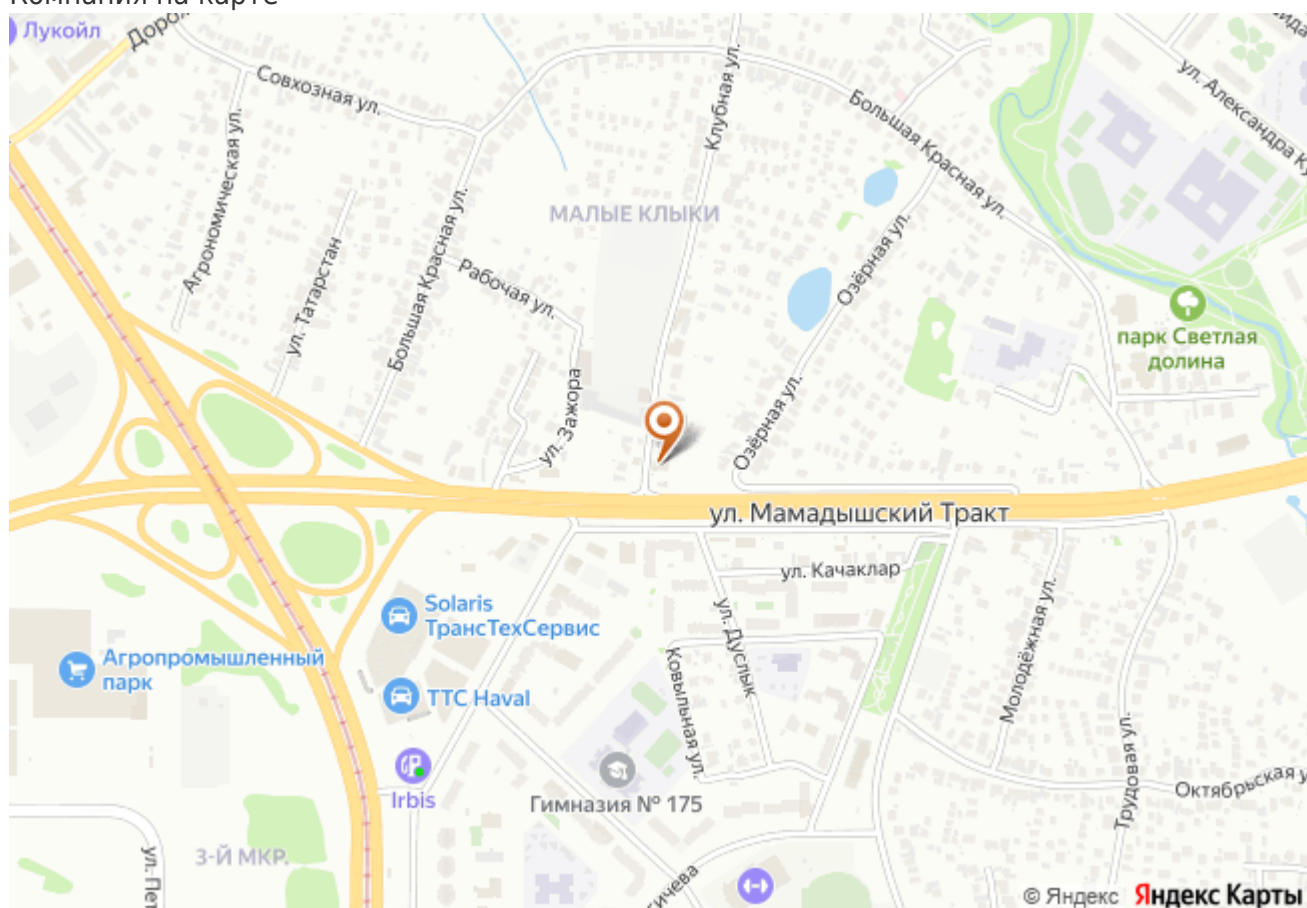 Компания на карте
Лукойл
Совхозная ул.
Агрономическая ул.
ул. Татарстан
Большая Красная ул.
Рабочая ул.
ул. Зажора
МАЛЫЕ КЛЫКИ
Клубная ул.
Большая Красная ул.
Озёрная ул.
Озёрная ул.
парк Светлая
долина
ул. Мамадышский Тракт
ул. Качаклар
ул. Дуслык
Ковыльная ул.
Solaris
ТрансТехСервис
Агропромышленный
парк
ТТС Haval
Irbis
Гимназия № 175
Молодёжная ул.
Трудовая ул.
Октябрьская у
3-Й МКР.
© Яндекс Яндекс Карты